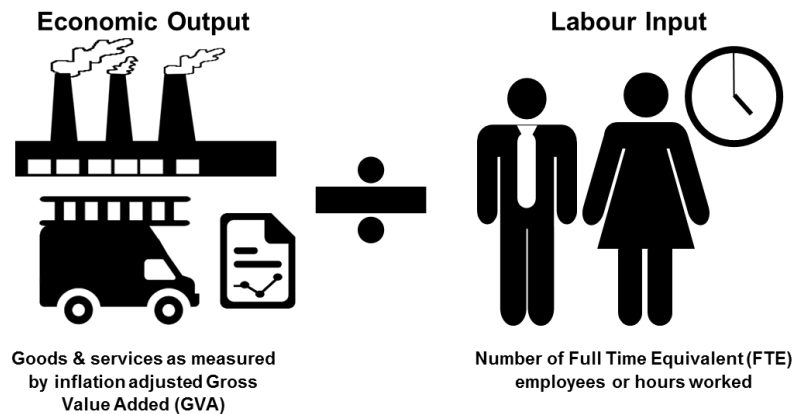 Economic Output
Labour Input
Goods & services as measured
by inflation adjusted Gross
Value Added (GVA)
Number of Full Time Equivalent (FTE)
employees or hours worked